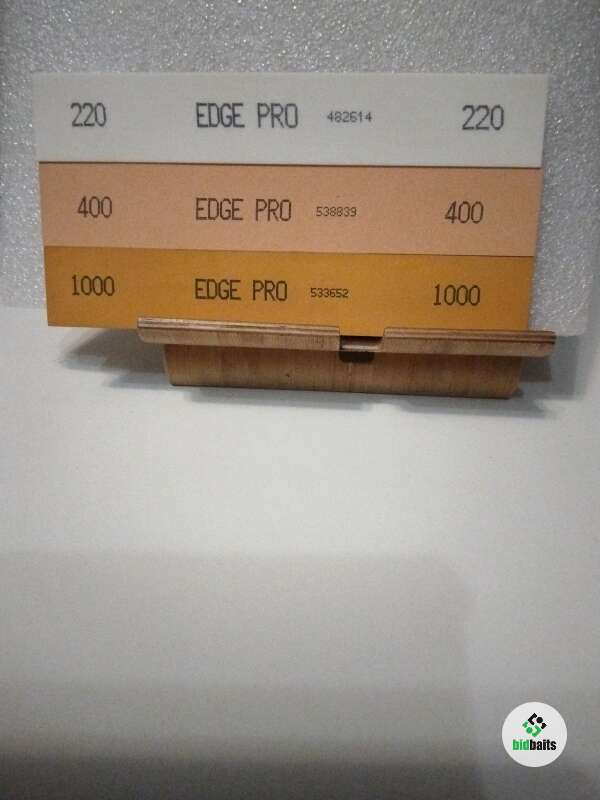 220 EDGE PRO 482614 220
400 EDGE PRO 538839 400
1000 EDGE PRO 533652 1000
bidbaits